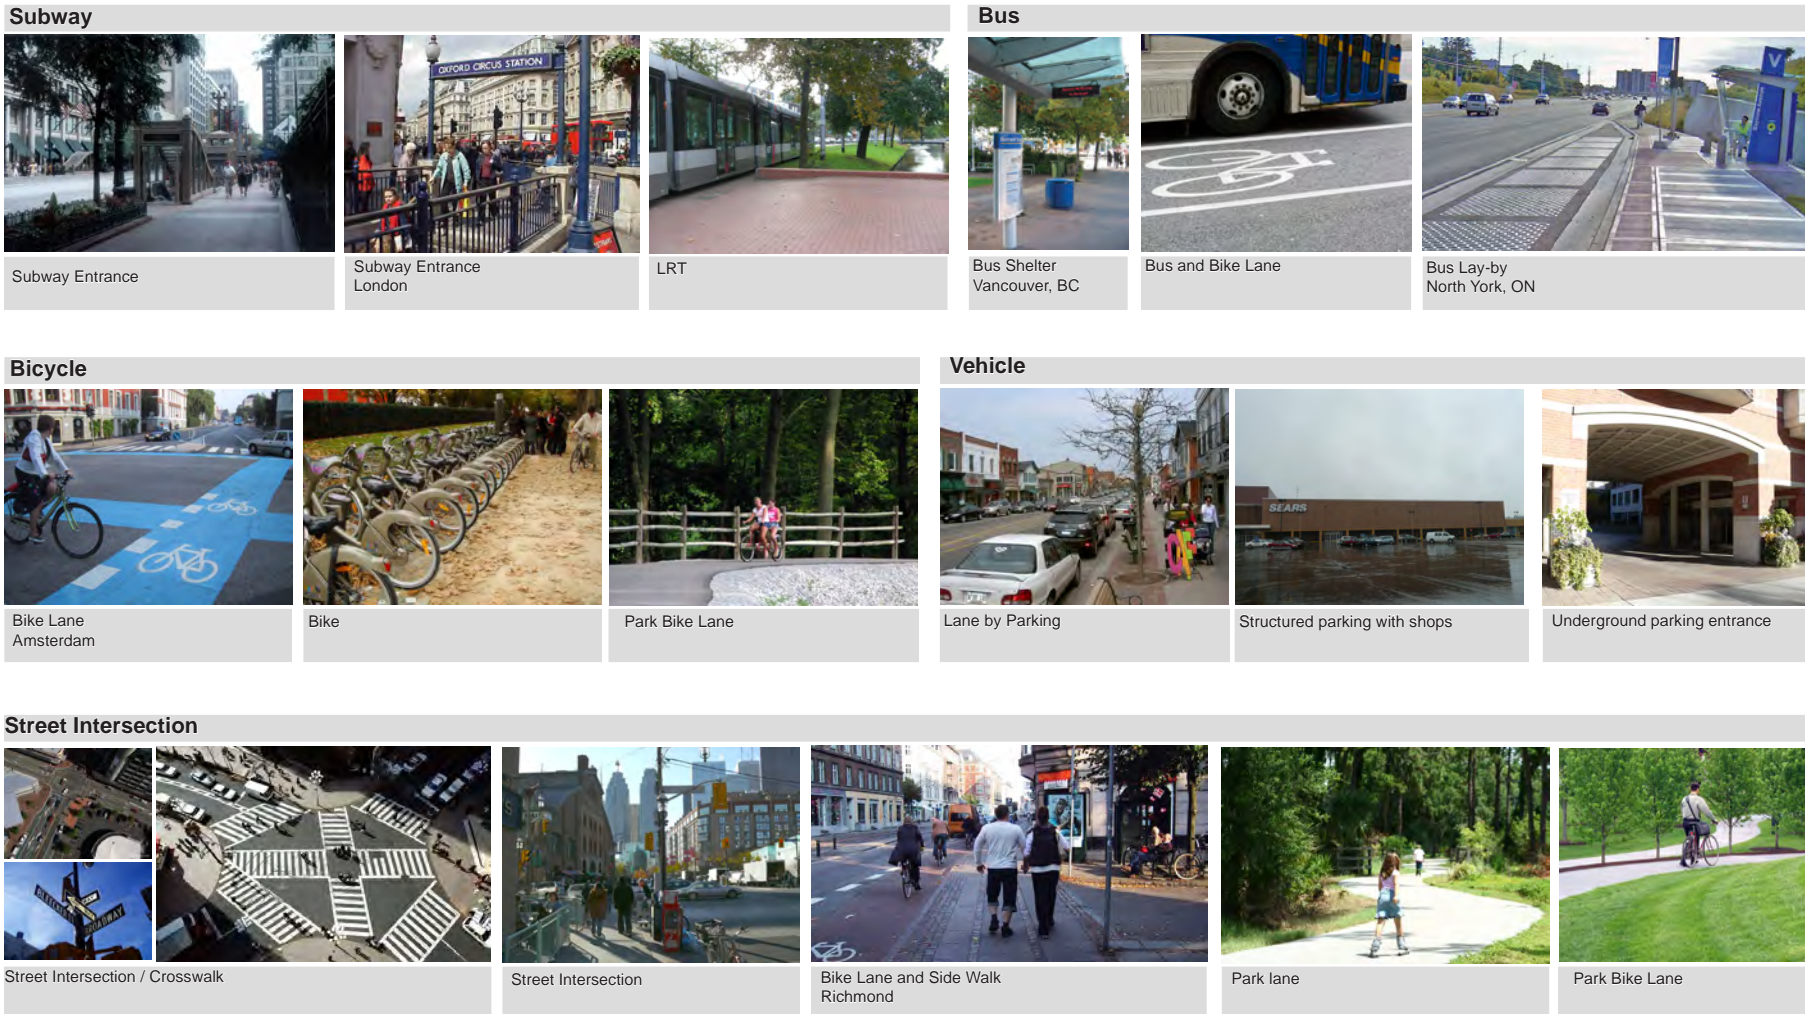 Subway
Bus
OXFORD CIRCUS STATION
V
Subway Entrance
Subway Entrance
London
LRT
Bus Shelter
Vancouver, BC
Bus and Bike Lane
Bus Lay-by
North York, ON
Bicycle
Vehicle
SEARS
Bike Lane
Amsterdam
Bike
Park Bike Lane
Lane by Parking
Structured parking with shops
Underground parking entrance
Street Intersection
BROADWAY
Street Intersection / Crosswalk
Street Intersection
Bike Lane and Side Walk
Richmond
Park lane
Park Bike Lane